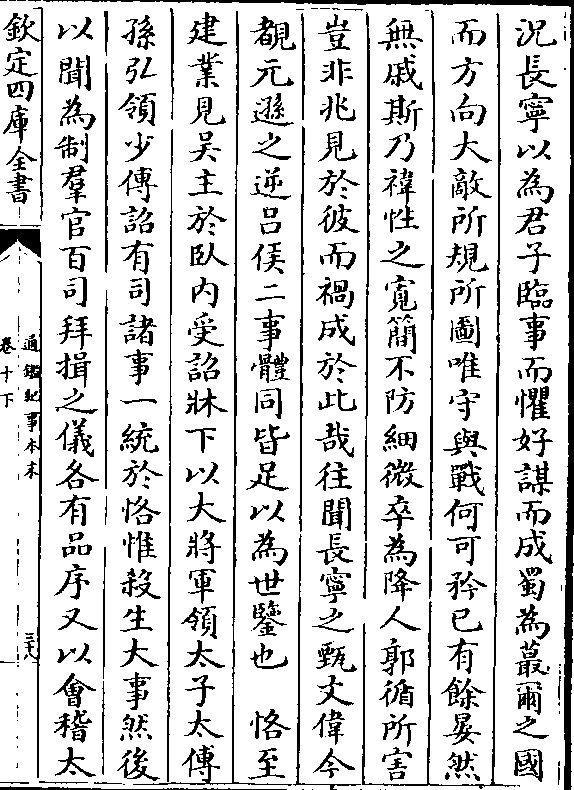 況長寧以為君子臨事而懼好謀而成蜀為蕞爾之國
而方向大敵所規所圖唯守與戰何可矜已有餘晏然
無戚斯乃禕性之寬簡不防細微卒為降人郭循所害
豈非兆見於彼而禍成於此哉往聞長寧之甄文偉今
覩元遜之逆呂侯二事體同皆足以為世鑒也 恪至
建業見吳主於臥内受詔牀下以大將軍領太子太傅
孫弘領少傅詔有司諸事一統於恪惟殺生大事然後
以聞為制羣官百司拜揖之儀各有品序又以會稽太
欽定四庫全書
通鑑紀事本末
卷十下
三十八